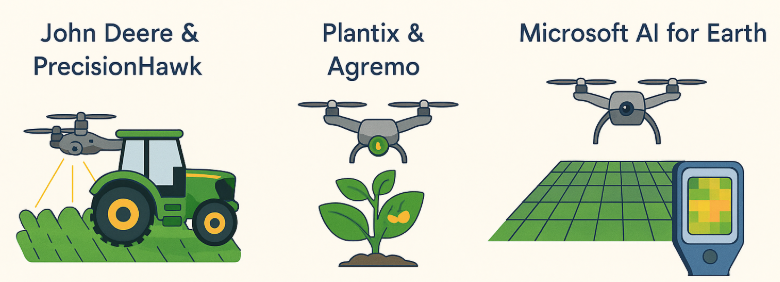 John Deere &
PrecisionHawk
Plantix &
Agremo
Microsoft AI for Earth